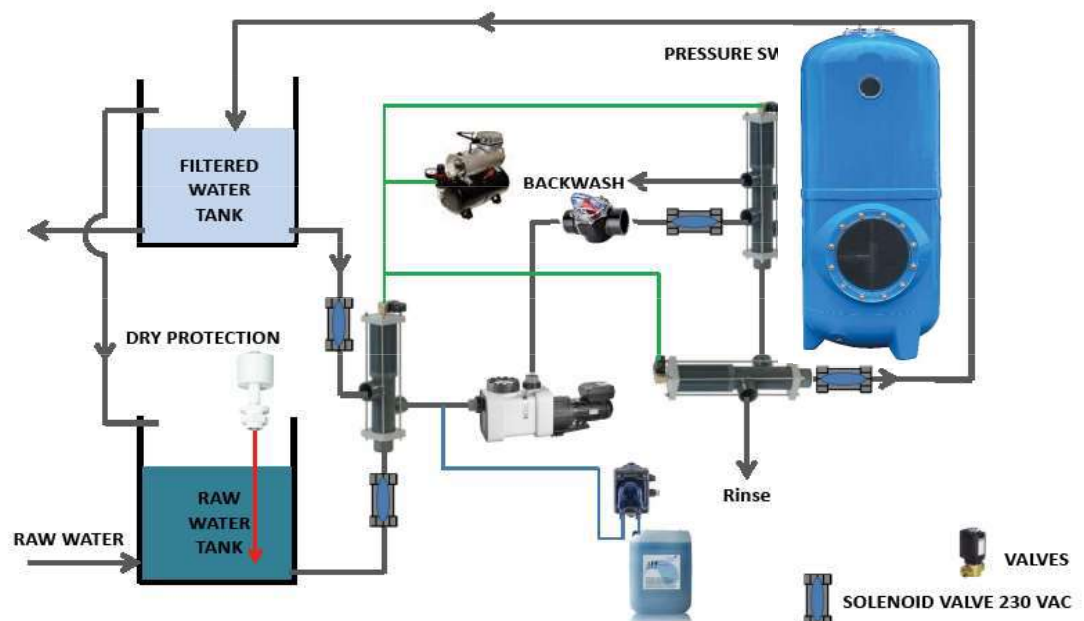 PRESSURE SW
FILTERED
WATER
TANK
BACKWASH
DRY PROTECTION
RAW
WATER
TANK
RAW WATER
Rinse
VALVES
SOLENOID VALVE 230 VAC